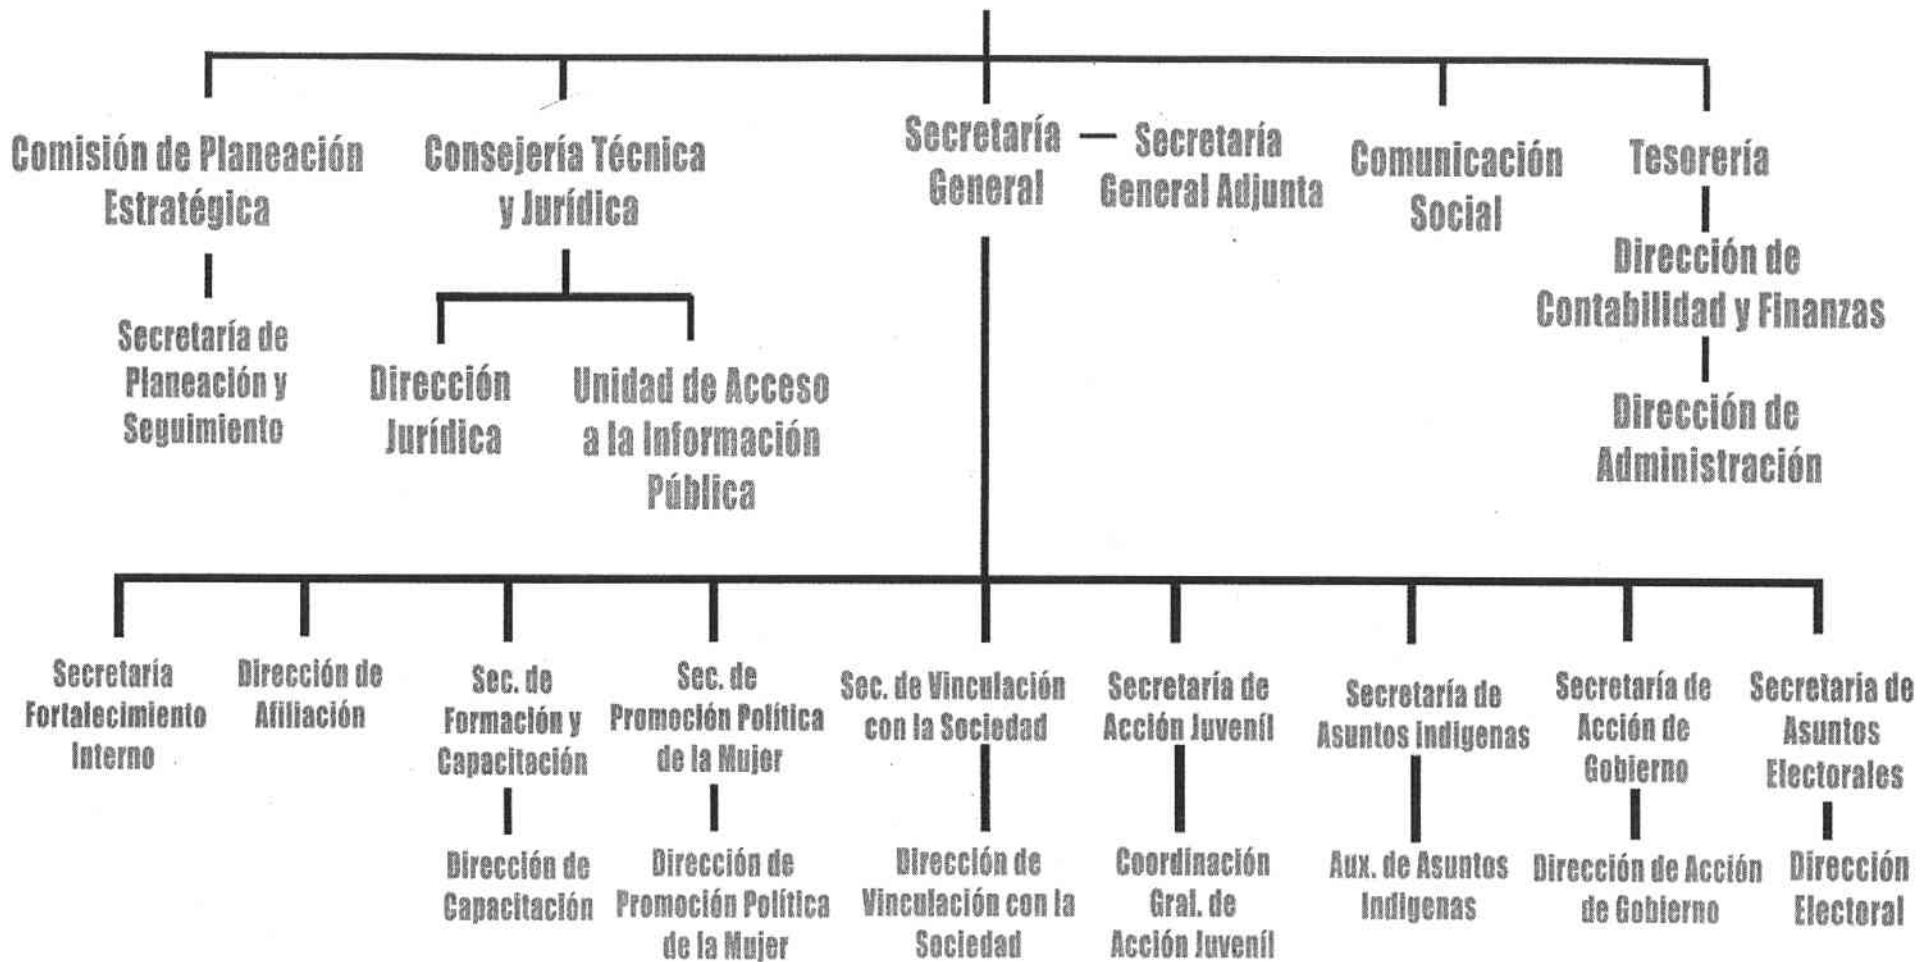 Comisión de Planeación
Estratégica
Consejería Técnica
y Jurídica
Secretaría
General
Secretaría
General Adjunta
Comunicación
Social
Tesorería
Secretaría de
Planeación y
Seguimiento
Dirección
Jurídica
Unidad de Acceso
a la Información
Pública
Dirección de
Contabilidad y Finanzas
Dirección de
Administración
Secretaría
Fortalecimiento
Interno
Dirección de
Afiliación
Sec. de
Formación y
Capacitación
Sec. de
Promoción Política
de la Mujer
Sec. de Vinculación
con la Sociedad
Secretaría de
Acción Juveníl
Secretaría de
Asuntos Indigenas
Secretaría de
Acción de
Gobierno
Secretaria de
Asuntos
Electorales
Dirección de
Capacitación
Dirección de
Promoción Política
de la Mujer
Dirección de
Vinculación con la
Sociedad
Coordinación
Gral. de
Acción Juveníl
Aux. de Asuntos
Indigenas
Dirección de Acción
de Gobierno
Dirección
Electoral